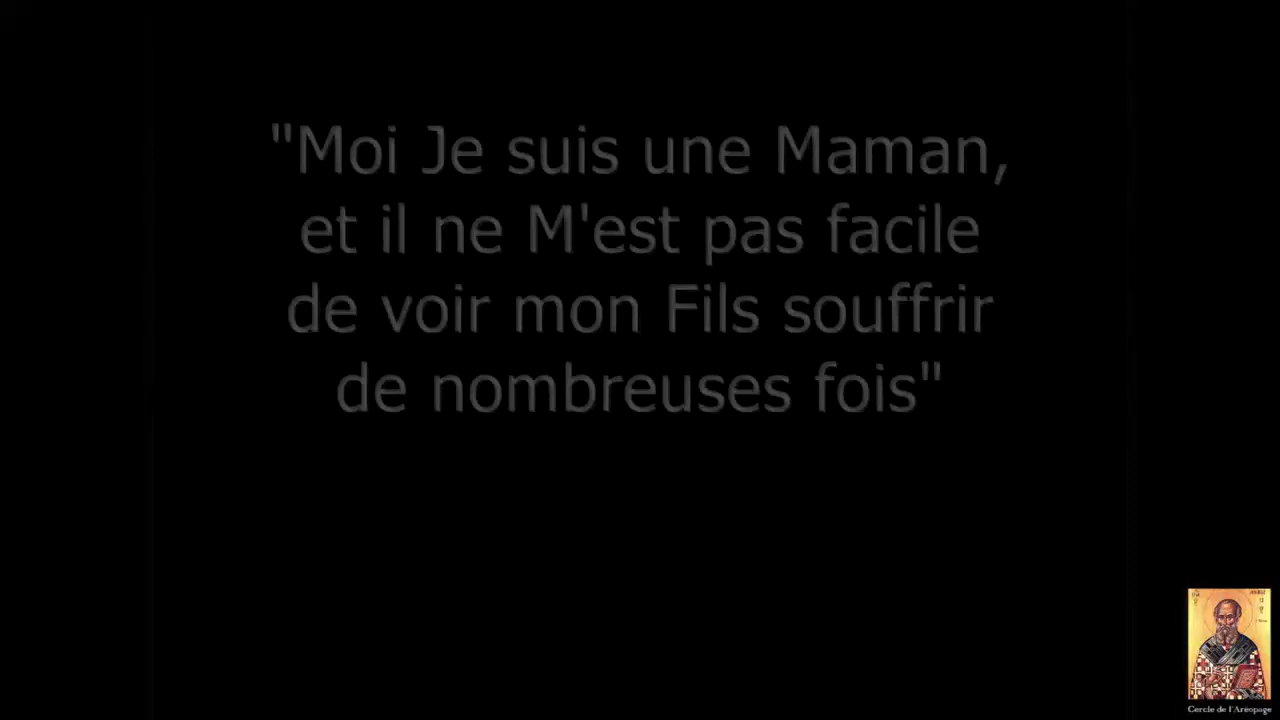 "Moi Je suis une Maman,
et il ne M'est pas facile
de voir mon Fils souffrir
de nombreuses fois"
Cercle de l'Aréopage